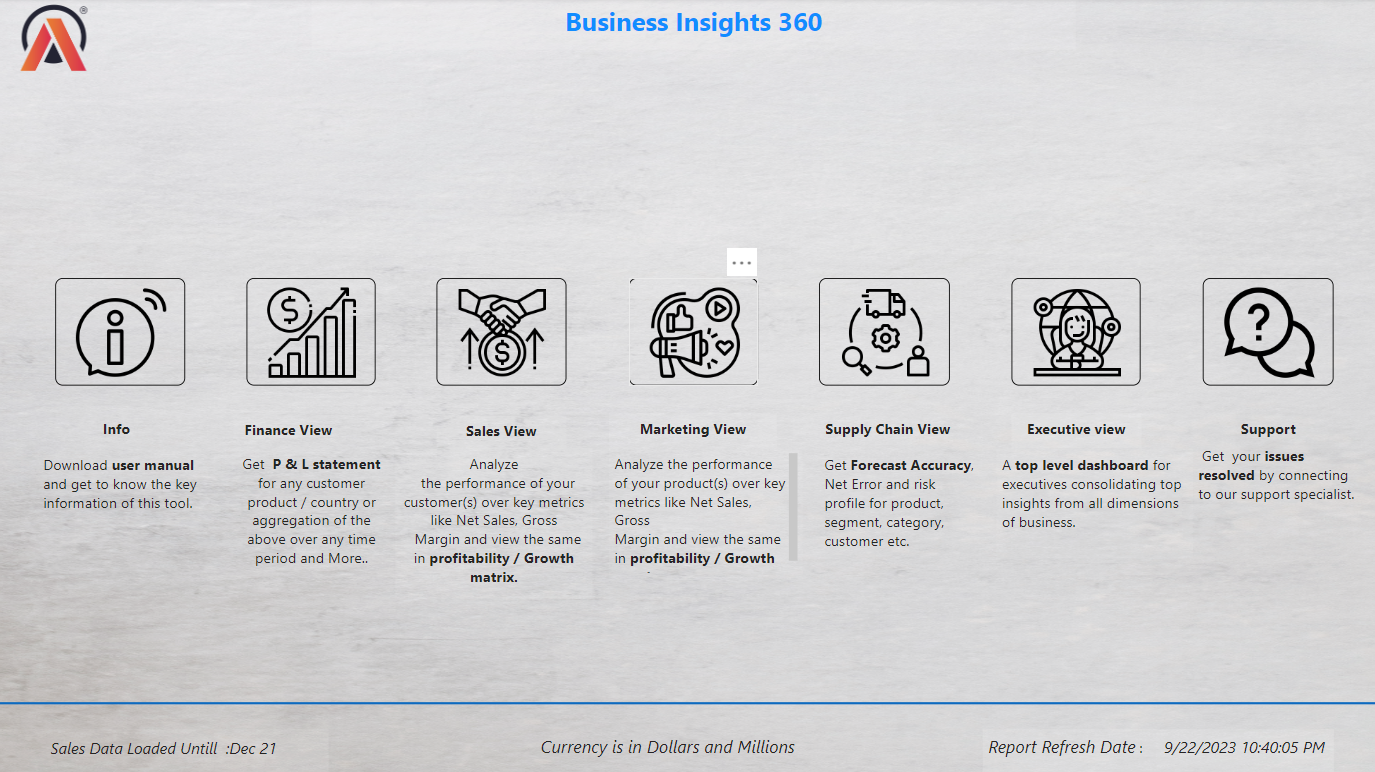 Business Insights 360
®
Info
Download user manual
and get to know the key
information of this tool.
Finance View
Get P & L statement
for any customer
product / country or
aggregation of the
above over any time
period and More..
Sales View
Analyze
the performance of your
customer(s) over key metrics
like Net Sales, Gross
Margin and view the same
in profitability / Growth
matrix.
Marketing View
Analyze the performance
of your product(s) over key
metrics like Net Sales,
Gross
Margin and view the same
in profitability / Growth
Supply Chain View
Get Forecast Accuracy,
Net Error and risk
profile for product,
segment, category,
customer etc.
Executive view
A top level dashboard for
executives consolidating top
insights from all dimensions
of business.
Support
Get your issues
resolved by connecting
to our support specialist.
Sales Data Loaded Untill :Dec 21
Currency is in Dollars and Millions
Report Refresh Date : 9/22/2023 10:40:05 PM